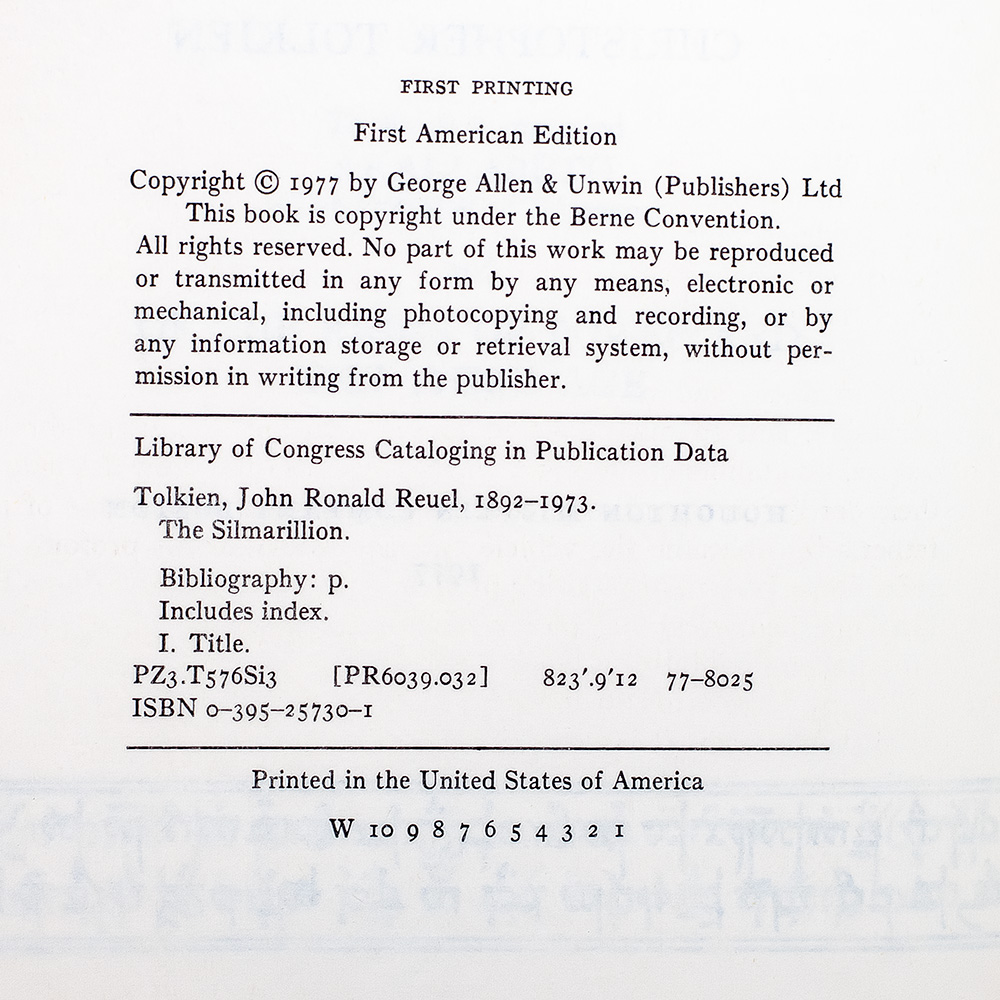 FIRST PRINTING
First American Edition
Copyright © 1977 by George Allen & Unwin (Publishers) Ltd
This book is copyright under the Berne Convention.
All rights reserved. No part of this work may be reproduced
or transmitted in any form by any means, electronic or
mechanical, including photocopying and recording, or by
any information storage or retrieval system, without per-
mission in writing from the publisher.
Library of Congress Cataloging in Publication Data
Tolkien, John Ronald Reuel, 1892–1973.
The Silmarillion.
Bibliography: p.
Includes index.
I. Title.
PZ3.T576Si3 [PR6039.032] 823'.9'12 77–8025
ISBN 0–395–25730–1
Printed in the United States of America
W 10 9 8 7 6 5 4 3 2 1